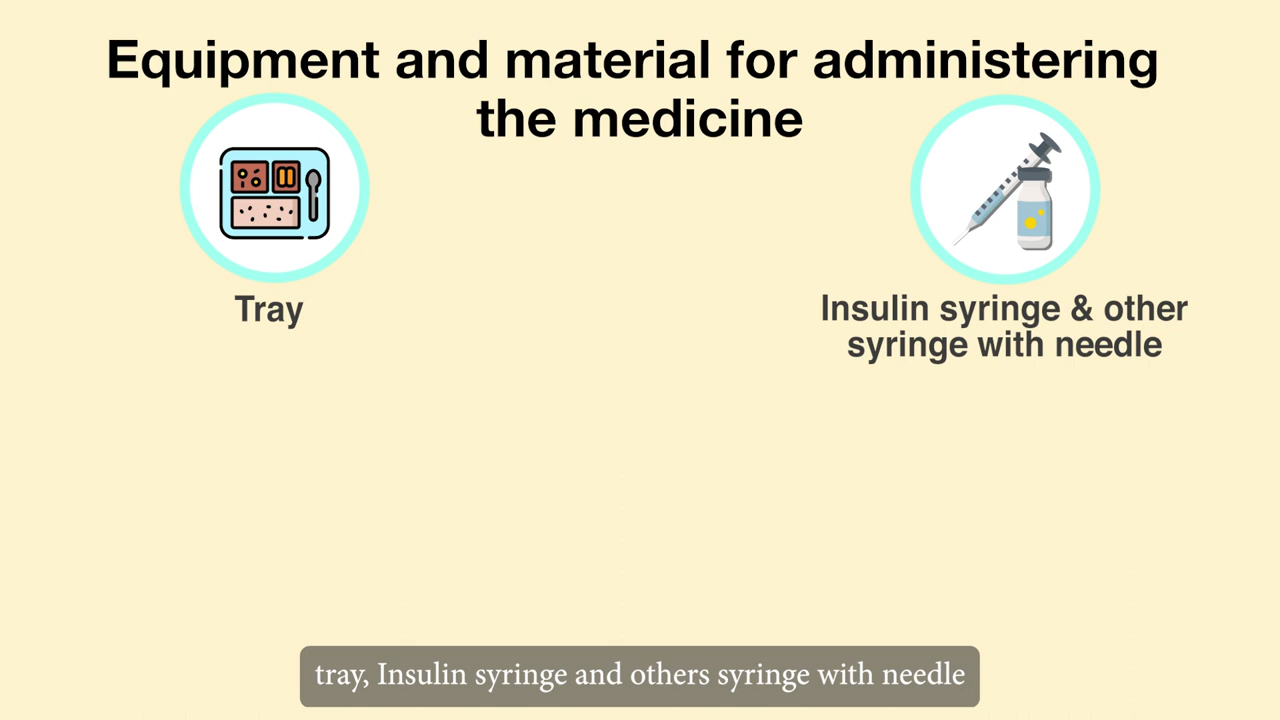 Equipment and material for administering
the medicine
Tray
Insulin syringe & other
syringe with needle
tray, Insulin syringe and others syringe with needle